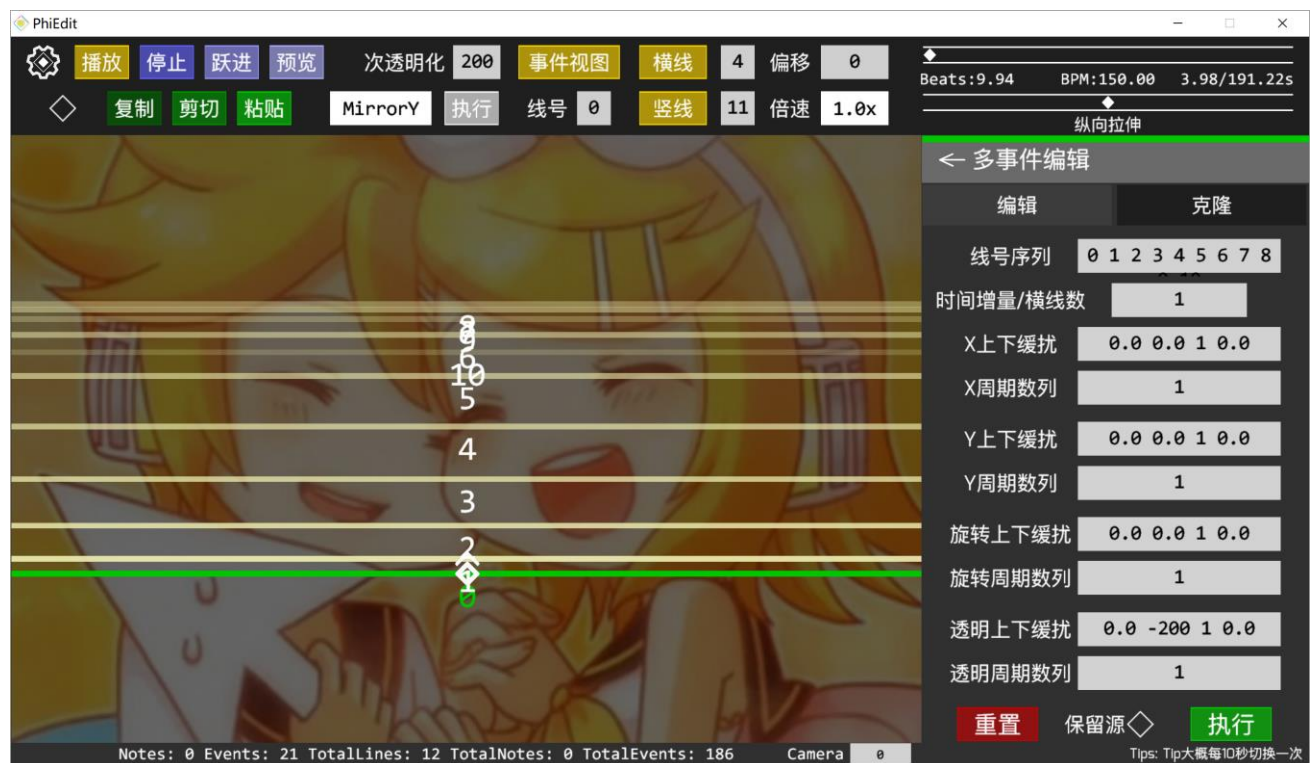 PhiEdit
播放 停止 跃进 预览 次透明化 200 事件视图 横线 4 偏移 0
复制 剪切 粘贴 MirrorY 执行 线号 0 竖线 11 倍速 1.0x
Beats:9.94 BPM:150.00 3.98/191.22s
纵向拉伸
← 多事件编辑
编辑 克隆
线号序列 0 1 2 3 4 5 6 7 8
时间增量/横线数 1
X上下缓扰 0.0 0.0 1 0.0
X周期数列 1
Y上下缓扰 0.0 0.0 1 0.0
Y周期数列 1
旋转上下缓扰 0.0 0.0 1 0.0
旋转周期数列 1
透明上下缓扰 0.0 -200 1 0.0
透明周期数列 1
重置 保留源 执行
Tips: Tip大概每10秒切换一次
6
10
5
4
3
2
1
0
Notes: 0 Events: 21 TotalLines: 12 TotalNotes: 0 TotalEvents: 186 Camera 0